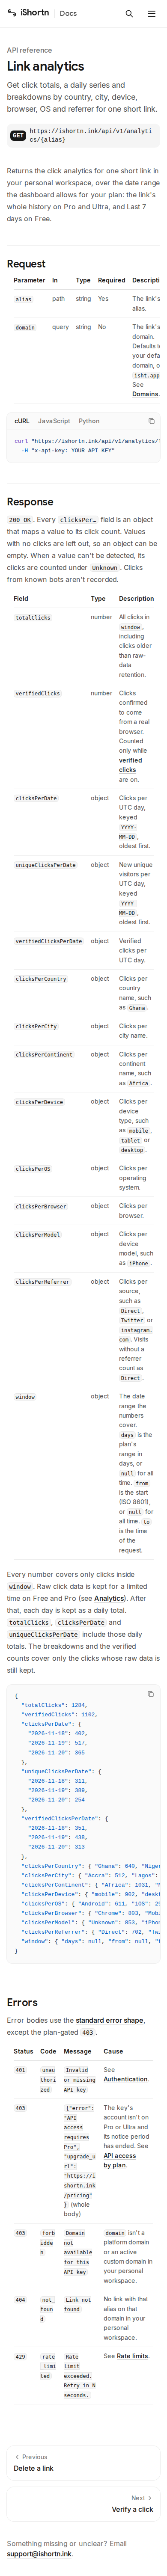 iShortn Docs
API reference
Link analytics
Get click totals, a daily series and
breakdowns by country, city, device,
browser, OS and referrer for one short link.
GET https://ishortn.ink/api/v1/analyti
cs/{alias}
Returns the click analytics for one short link in
your personal workspace, over the date range
the dashboard allows for your plan: the link's
whole history on Pro and Ultra, and Last 7
days on Free.
Request
Parameter In Type Required Descripti
alias path string Yes The link's
alias.
domain query string No The link's
domain.
Defaults to
your defa
domain, o
isht.app
See
Domains.
cURL JavaScript Python
curl "https://ishortn.ink/api/v1/analytics/l
-H "x-api-key: YOUR_API_KEY"
Response
200 OK. Every clicksPer… field is an object
that maps a value to its click count. Values
with no clicks are left out, so an object can be
empty. When a value can't be detected, its
clicks are counted under Unknown. Clicks
from known bots aren't recorded.
Field Type Description
totalClicks number All clicks in
window,
including
clicks older
than raw-
data
retention.
verifiedClicks number Clicks
confirmed
to come
from a real
browser.
Counted
only while
verified
clicks
are on.
clicksPerDate object Clicks per
UTC day,
keyed
YYYY-
MM-DD,
oldest first.
uniqueClicksPerDate object New unique
visitors per
UTC day,
keyed
YYYY-
MM-DD,
oldest first.
verifiedClicksPerDate object Verified
clicks per
UTC day.
clicksPerCountry object Clicks per
country
name, such
as Ghana.
clicksPerCity object Clicks per
city name.
clicksPerContinent object Clicks per
continent
name, such
as Africa.
clicksPerDevice object Clicks per
device
type, such
as mobile,
tablet or
desktop.
clicksPerOS object Clicks per
operating
system.
clicksPerBrowser object Clicks per
browser.
clicksPerModel object Clicks per
device
model, such
as iPhone.
clicksPerReferrer object Clicks per
source,
such as
Direct,
Twitter or
instagram.
com. Visits
without a
referrer
count as
Direct.
window object The date
range the
numbers
cover.
days is the
plan's
range in
days, or
null for all
time. from
is the start
(ISO 8601),
or null for
all time. to
is the time
of the
request.
Every number covers only clicks inside
window. Raw click data is kept for a limited
time on Free and Pro (see Analytics). After
that, each day is kept as a daily total.
totalClicks, clicksPerDate and
uniqueClicksPerDate include those daily
totals. The breakdowns and the verified
counts cover only clicks whose raw data is
still kept.
{
"totalClicks": 1284,
"verifiedClicks": 1102,
"clicksPerDate": {
"2026-11-18": 402,
"2026-11-19": 517,
"2026-11-20": 365
},
"uniqueClicksPerDate": {
"2026-11-18": 311,
"2026-11-19": 389,
"2026-11-20": 254
},
"verifiedClicksPerDate": {
"2026-11-18": 351,
"2026-11-19": 438,
"2026-11-20": 313
},
"clicksPerCountry": { "Ghana": 640, "Niger
"clicksPerCity": { "Accra": 512, "Lagos":
"clicksPerContinent": { "Africa": 1031, "N
"clicksPerDevice": { "mobile": 902, "deskt
"clicksPerOS": { "Android": 611, "iOS": 29
"clicksPerBrowser": { "Chrome": 803, "Mobi
"clicksPerModel": { "Unknown": 853, "iPhon
"clicksPerReferrer": { "Direct": 702, "Twi
"window": { "days": null, "from": null, "t
}
Errors
Error bodies use the standard error shape,
except the plan-gated 403.
Status Code Message Cause
401 unau
thori
zed Invalid
or missing
API key See
Authentication.
403 {"error":
"API
access
requires
Pro",
"upgrade_u
rl":
"https://i
shortn.ink
/pricing"
} (whole
body) The key's
account isn't
on Pro or Ultra
and its notice
period has
ended. See
API access
by plan.
403 forb
idde
n Domain
not
available
for this
API key domain isn't a
platform domain
or an active
custom domain
in your personal
workspace.
404 not_
foun
d Link not
found No link with that
alias on that
domain in your
personal
workspace.
429 rate
_limi
ted Rate
limit
exceeded.
Retry in N
seconds. See Rate limits.
Previous
Delete a link
Next
Verify a click
Something missing or unclear? Email
support@ishortn.ink.